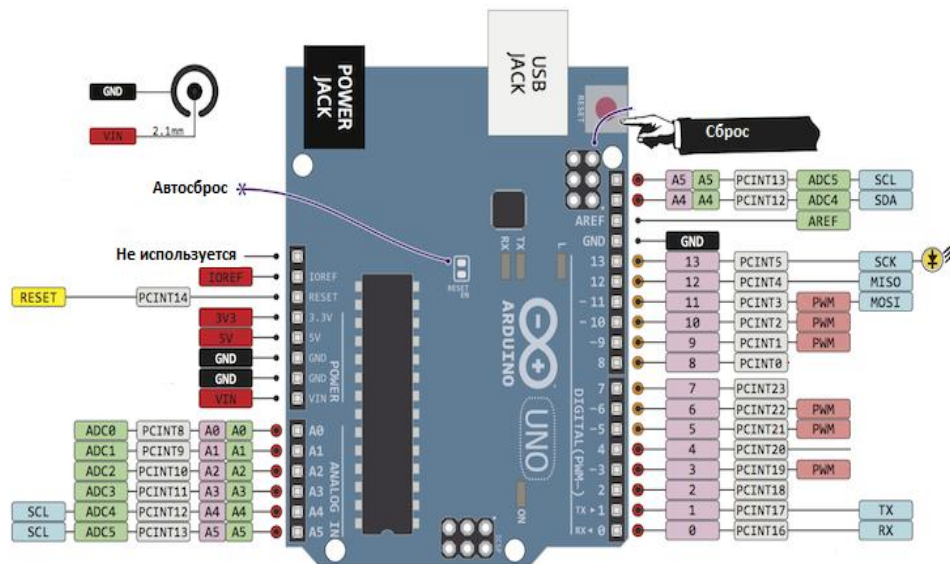 POWER JACK
USB JACK
RESET
Сброс
GND
VIN
2.1mm
Автосброс
Не используется
IOREF
RESET PCINT14
3V3
5V
GND
GND
VIN
IOREF
RESET
3.3V
5V
GND
GND
VIN
POWER
RESET EN
ADC0 PCINT8 A0 A0 A0
ADC1 PCINT9 A1 A1 A1
ADC2 PCINT10 A2 A2 A2
ADC3 PCINT11 A3 A3 A3
SCL ADC4 PCINT12 A4 A4 A4
SCL ADC5 PCINT13 A5 A5 A5
ANALOG IN
RX
TX
L
ARDUINO
UNO
ON
ICSP
DIGITAL(PWM~)
A5 A5 PCINT13 ADC5 SCL
A4 A4 PCINT12 ADC4 SDA
AREF AREF
GND GND
13 13 PCINT5 SCK
12 12 PCINT4 MISO
~11 11 PCINT3 PWM MOSI
~10 10 PCINT2 PWM
~9 9 PCINT1 PWM
8 8 PCINT0
7 7 PCINT23
~6 6 PCINT22 PWM
~5 5 PCINT21 PWM
4 4 PCINT20
~3 3 PCINT19 PWM
2 2 PCINT18
TX 1 1 PCINT17 TX
RX 0 0 PCINT16 RX